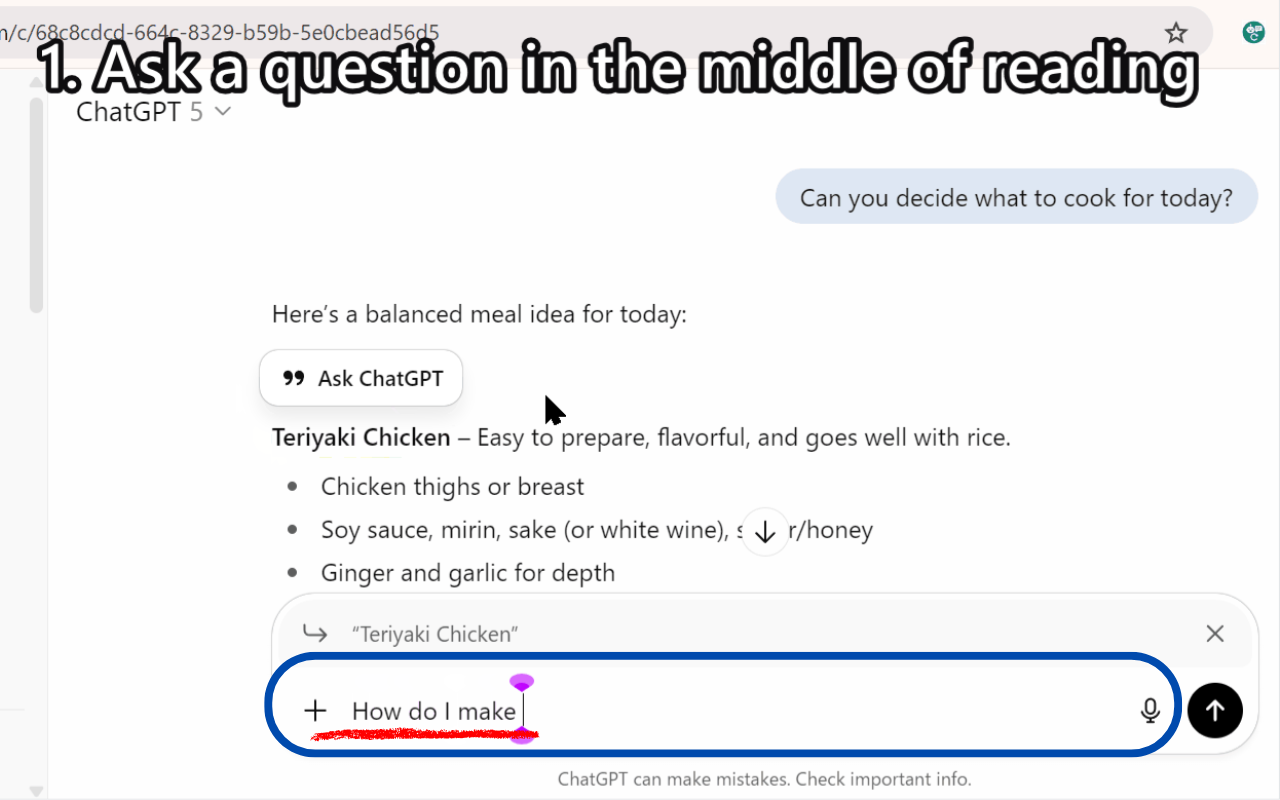 n/c/68c8cdcd-664c-8329-b59b-5e0cbead56d5
1. Ask a question in the middle of reading
ChatGPT 5
Can you decide what to cook for today?
Here's a balanced meal idea for today:
Ask ChatGPT
Teriyaki Chicken – Easy to prepare, flavorful, and goes well with rice.
• Chicken thighs or breast
• Soy sauce, mirin, sake (or white wine), s r/honey
• Ginger and garlic for depth
“Teriyaki Chicken”
How do I make
ChatGPT can make mistakes. Check important info.